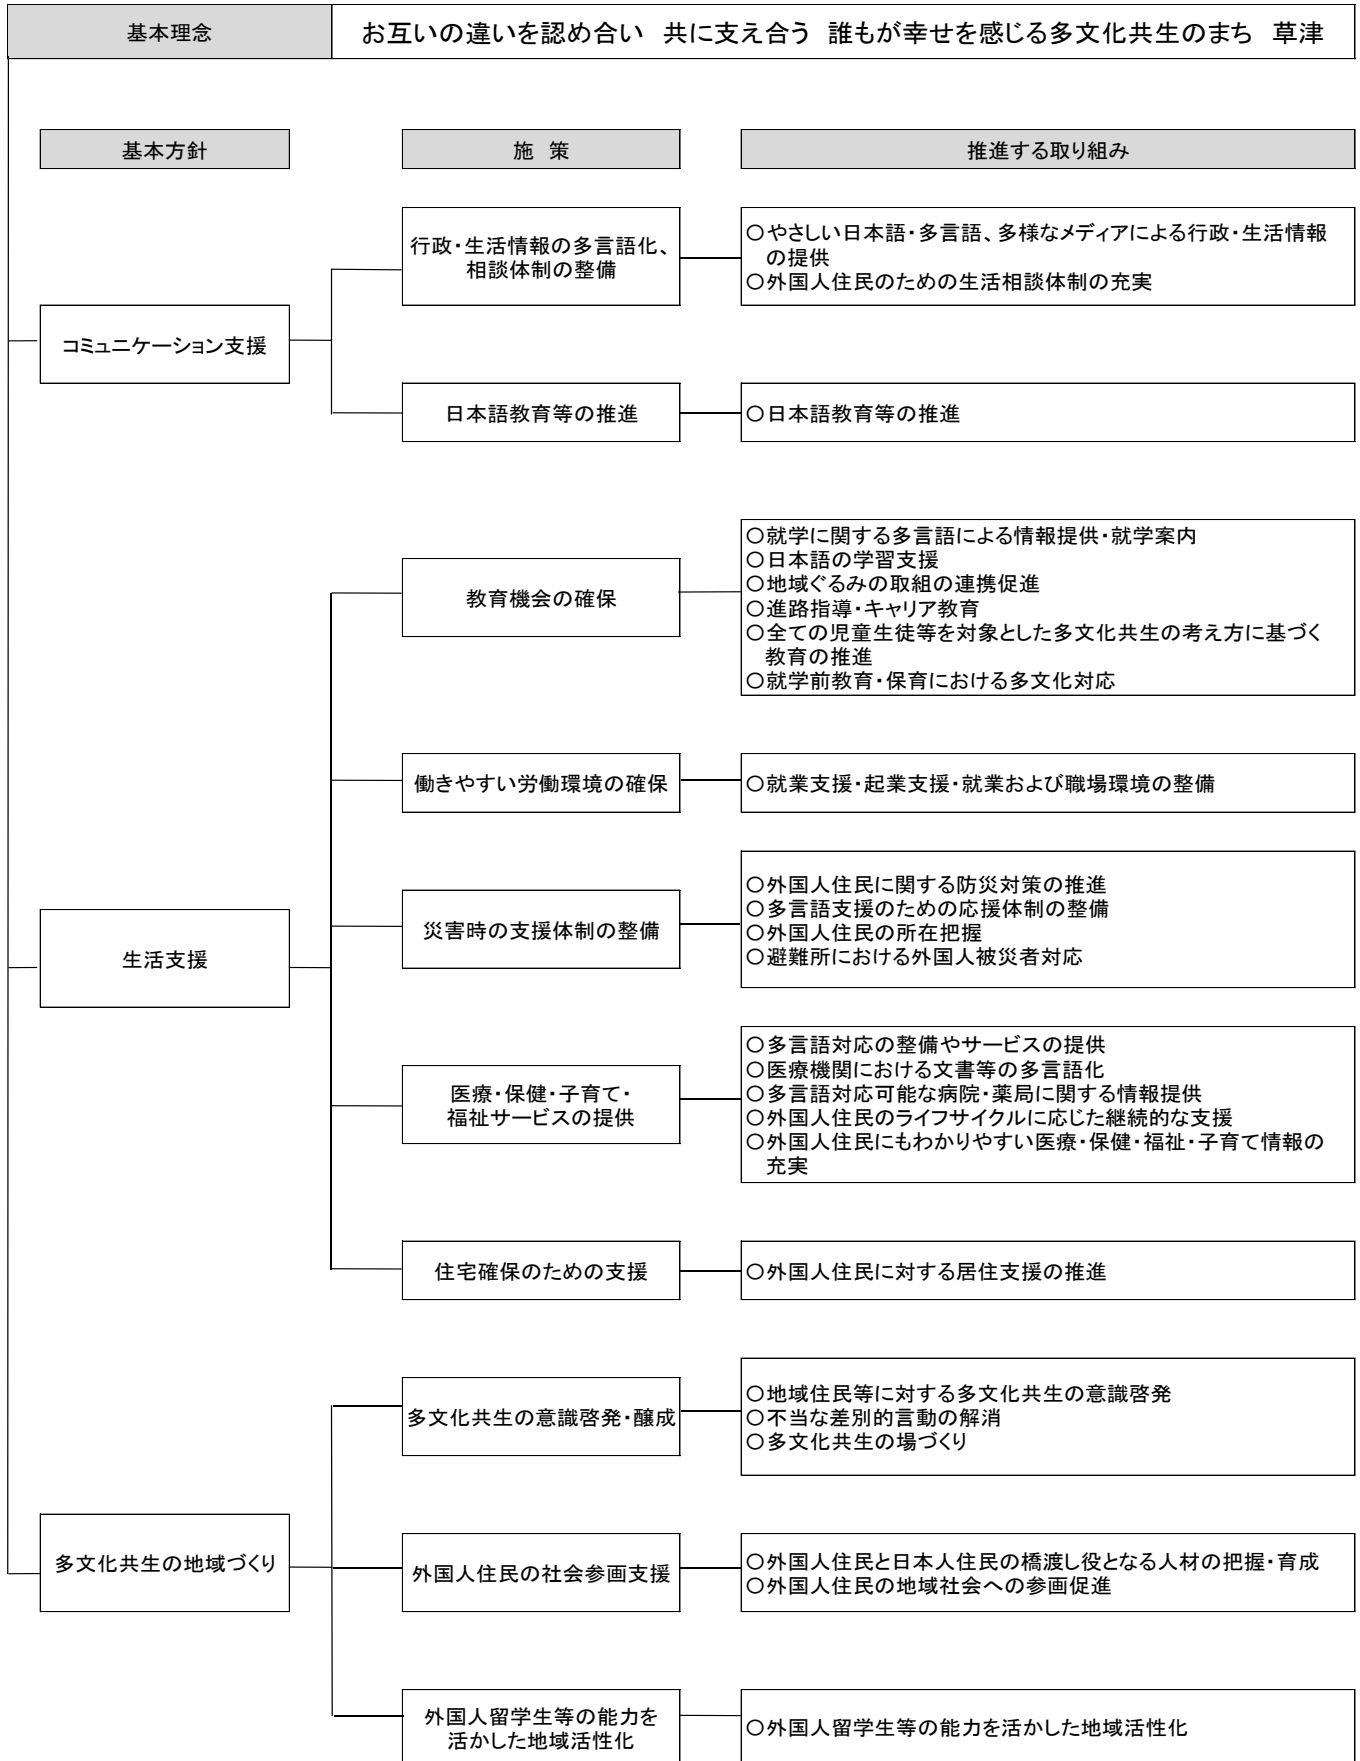 基本理念
お互いの違いを認め合い 共に支え合う 誰もが幸せを感じる多文化共生のまち 草津
基本方針
施 策
推進する取り組み
コミュニケーション支援
行政・生活情報の多言語化、
相談体制の整備
○やさしい日本語・多言語、多様なメディアによる行政・生活情報
の提供
○外国人住民のための生活相談体制の充実
日本語教育等の推進
○日本語教育等の推進
生活支援
教育機会の確保
○就学に関する多言語による情報提供・就学案内
○日本語の学習支援
○地域ぐるみの取組の連携促進
○進路指導・キャリア教育
○全ての児童生徒等を対象とした多文化共生の考え方に基づく
教育の推進
○就学前教育・保育における多文化対応
働きやすい労働環境の確保
○就業支援・起業支援・就業および職場環境の整備
災害時の支援体制の整備
○外国人住民に関する防災対策の推進
○多言語支援のための応援体制の整備
○外国人住民の所在把握
○避難所における外国人被災者対応
医療・保健・子育て・
福祉サービスの提供
○多言語対応の整備やサービスの提供
○医療機関における文書等の多言語化
○多言語対応可能な病院・薬局に関する情報提供
○外国人住民のライフサイクルに応じた継続的な支援
○外国人住民にもわかりやすい医療・保健・福祉・子育て情報の
充実
住宅確保のための支援
○外国人住民に対する居住支援の推進
多文化共生の地域づくり
多文化共生の意識啓発・醸成
○地域住民等に対する多文化共生の意識啓発
○不当な差別的言動の解消
○多文化共生の場づくり
外国人住民の社会参画支援
○外国人住民と日本人住民の橋渡し役となる人材の把握・育成
○外国人住民の地域社会への参画促進
外国人留学生等の能力を
活かした地域活性化
○外国人留学生等の能力を活かした地域活性化